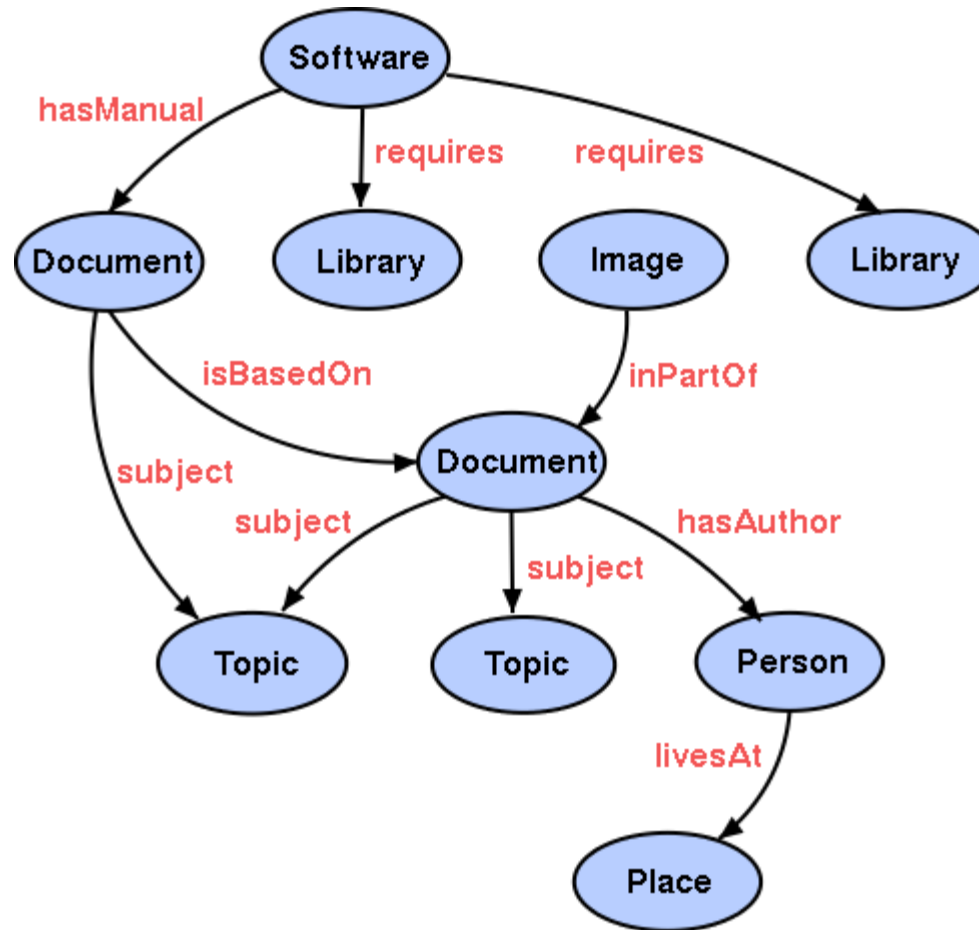 Software
hasManual
requires
requires
Document
Library
Image
Library
isBasedOn
inPartOf
Document
subject
subject
hasAuthor
subject
Topic
Topic
Person
livesAt
Place